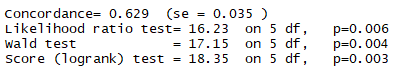 Concordance= 0.629  (se = 0.035 )
Likelihood ratio test= 16.23  on 5 df,   p=0.006
Wald test            = 17.15  on 5 df,   p=0.004
Score (logrank) test = 18.35  on 5 df,   p=0.003